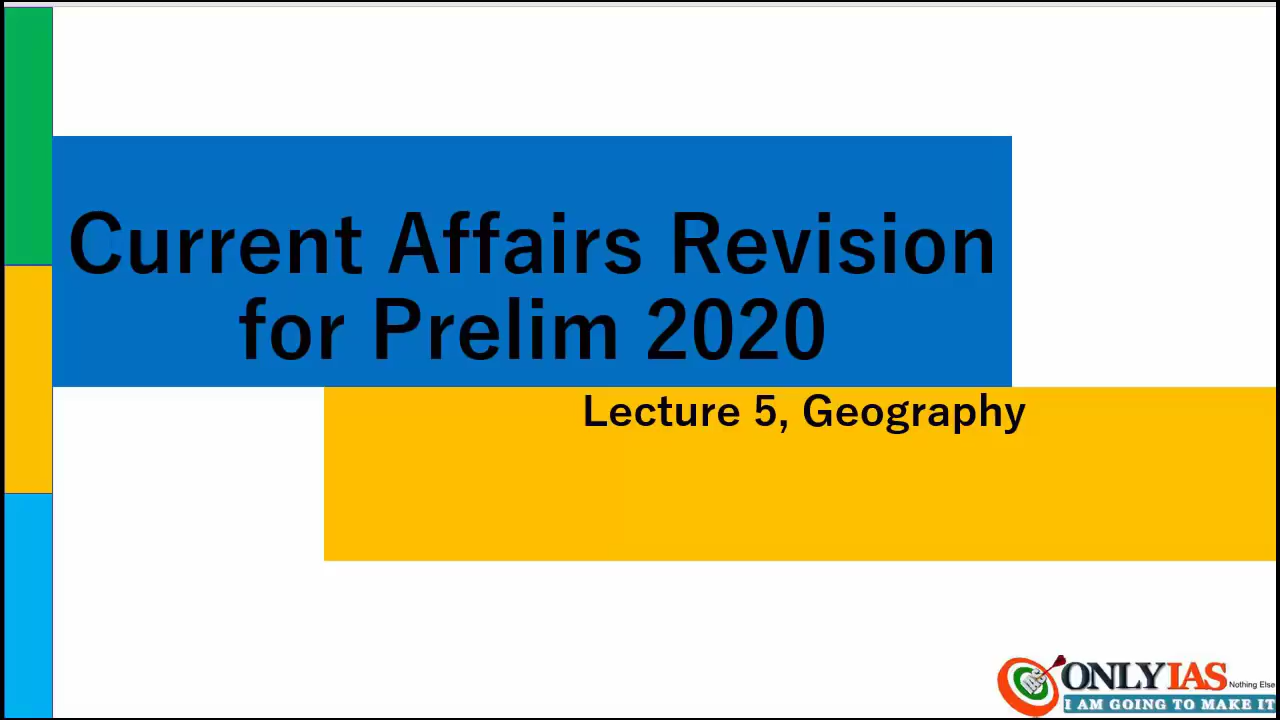 Current Affairs Revision
for Prelim 2020
Lecture 5, Geography
ONLYIAS Nothing Else
I AM GOING TO MAKE IT